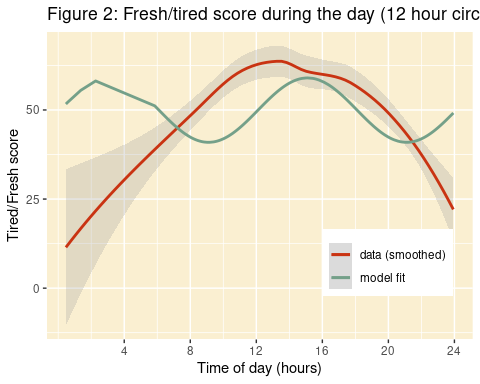 Figure 2: Fresh/tired score during the day (12 hour circ
Tired/Fresh score
50
25
0
data (smoothed)
model fit
4 8 12 16 20 24
Time of day (hours)